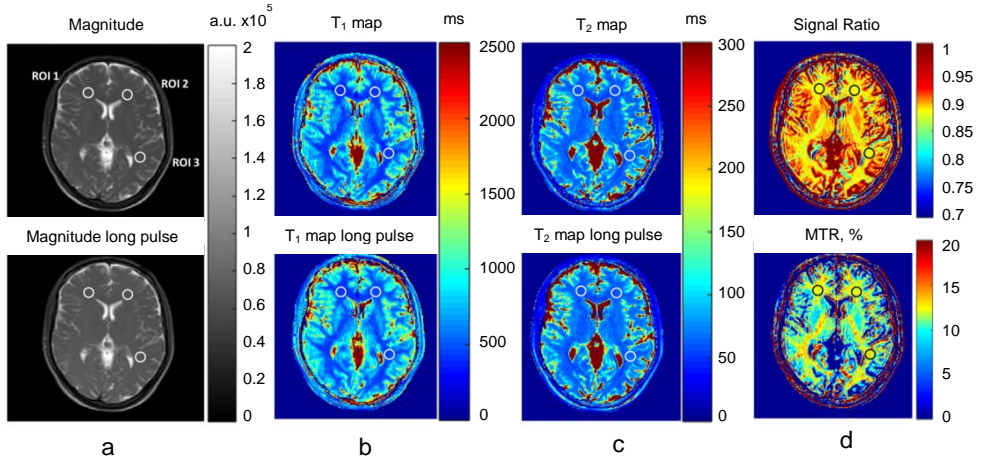 Magnitude
a.u. x10⁵
T₁ map
ms
T₂ map
ms
Signal Ratio
ROI 1
ROI 2
ROI 3
2
1.8
1.6
1.4
1.2
1
0.8
0.6
0.4
0.2
0
2500
2000
1500
1000
500
0
300
200
150
100
50
0
1
0.95
0.9
0.85
0.8
0.75
0.7
Magnitude long pulse
T₁ map long pulse
T₂ map long pulse
MTR, %
20
15
10
5
0
a
b
c
d